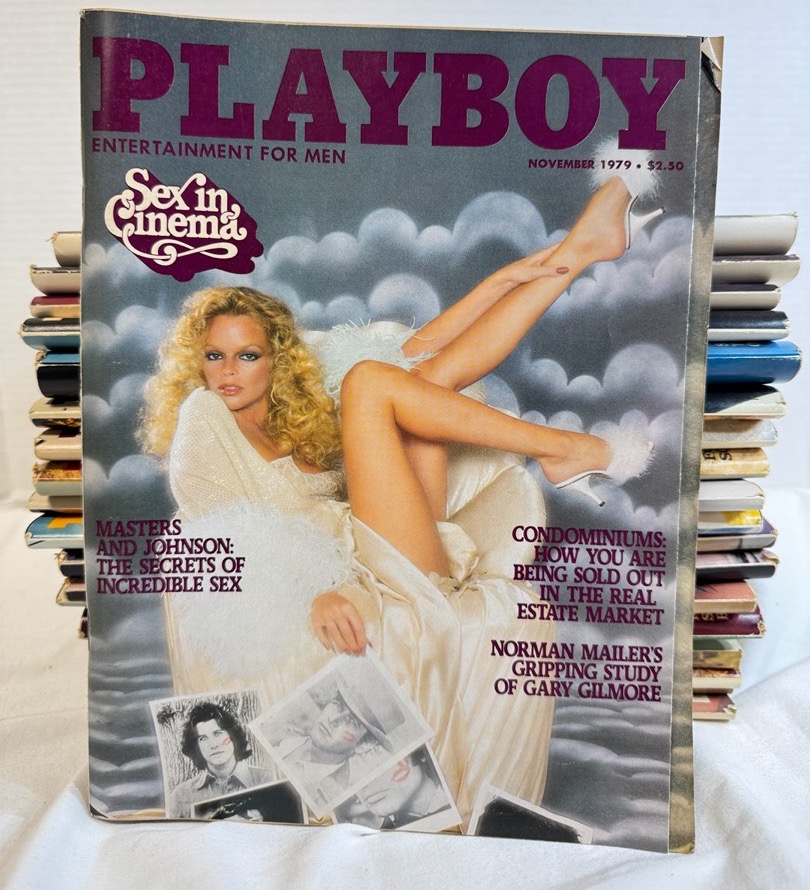 PLAYBOY
ENTERTAINMENT FOR MEN
NOVEMBER 1979 • $2.50
Sex in
Cinema
MASTERS
AND JOHNSON:
THE SECRETS OF
INCREDIBLE SEX
CONDOMINIUMS:
HOW YOU ARE
BEING SOLD OUT
IN THE REAL
ESTATE MARKET
NORMAN MAILER'S
GRIPPING STUDY
OF GARY GILMORE